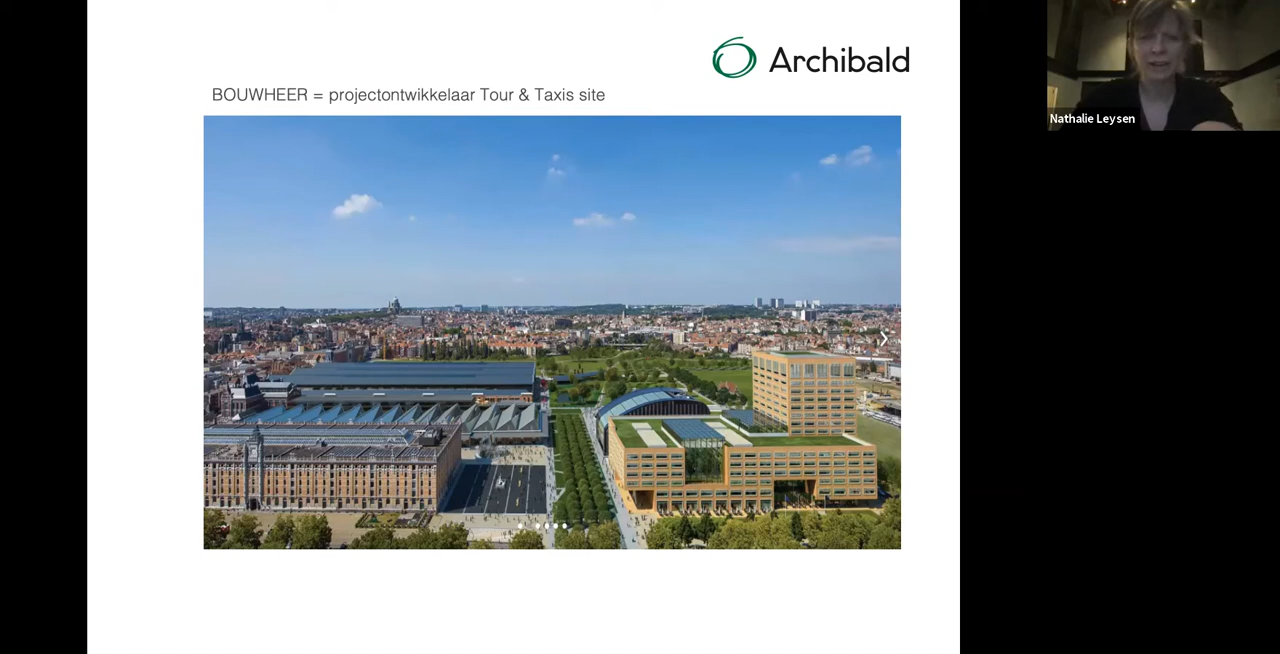 Archibald
BOUWHEER = projectontwikkelaar Tour & Taxis site
Nathalie Leysen